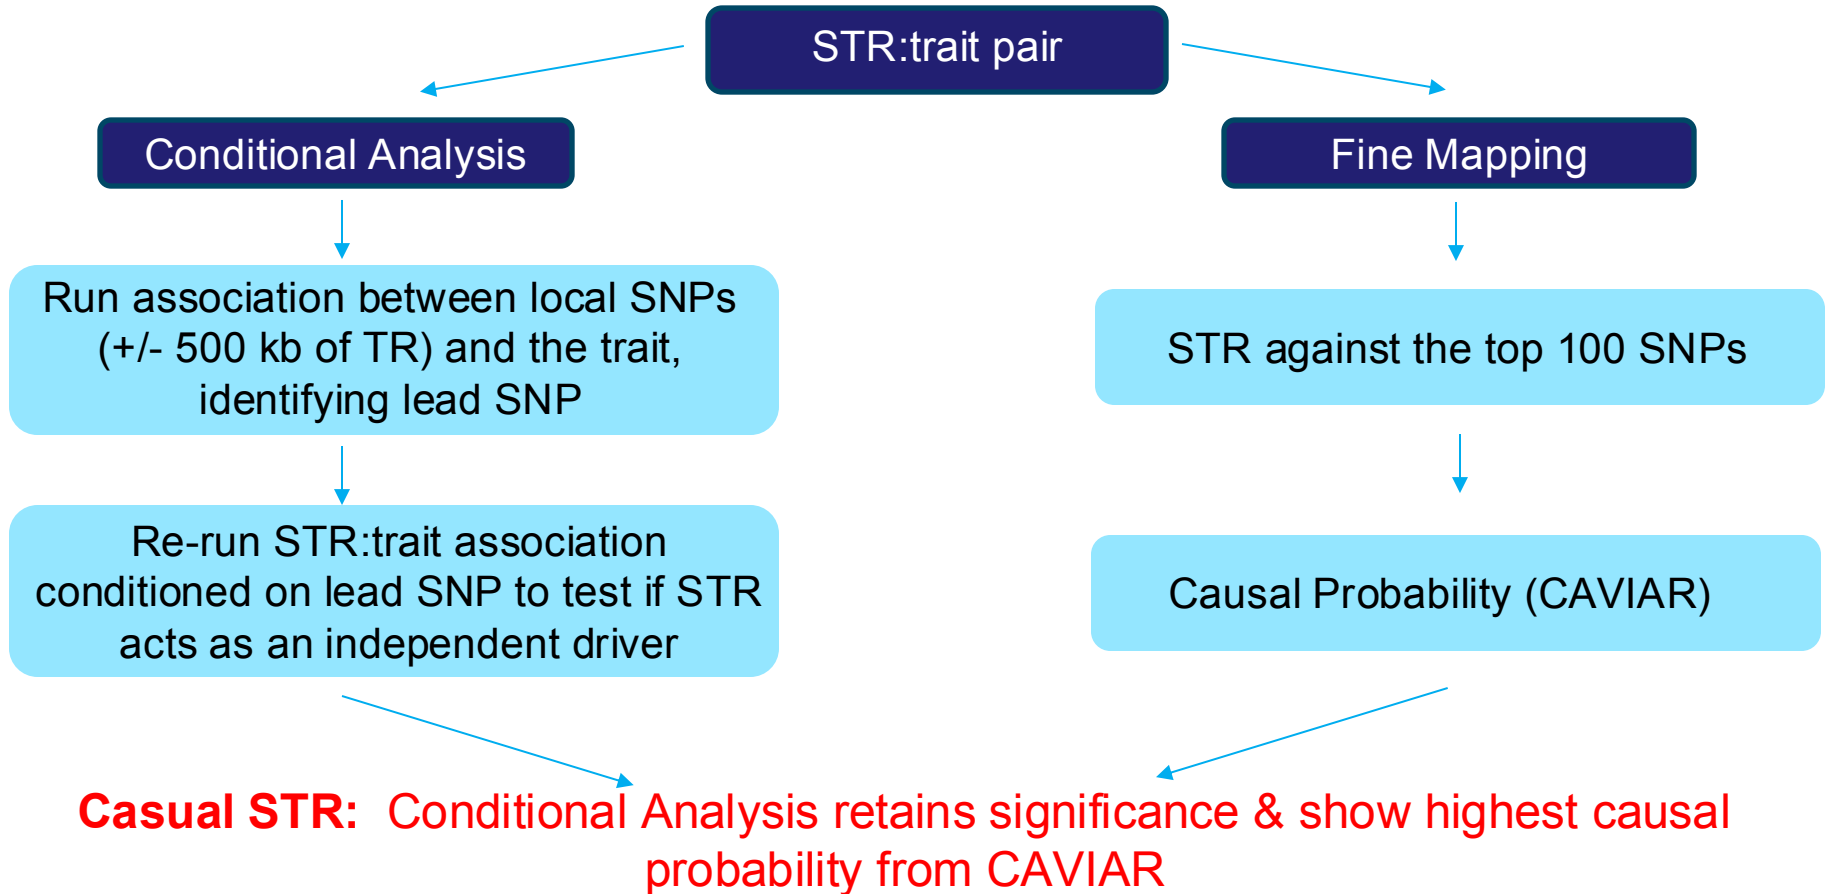 STR:trait pair
Conditional Analysis
Fine Mapping
Run association between local SNPs
(+/- 500 kb of TR) and the trait,
identifying lead SNP
STR against the top 100 SNPs
Re-run STR:trait association
conditioned on lead SNP to test if STR
acts as an independent driver
Causal Probability (CAVIAR)
Casual STR: Conditional Analysis retains significance & show highest causal
probability from CAVIAR